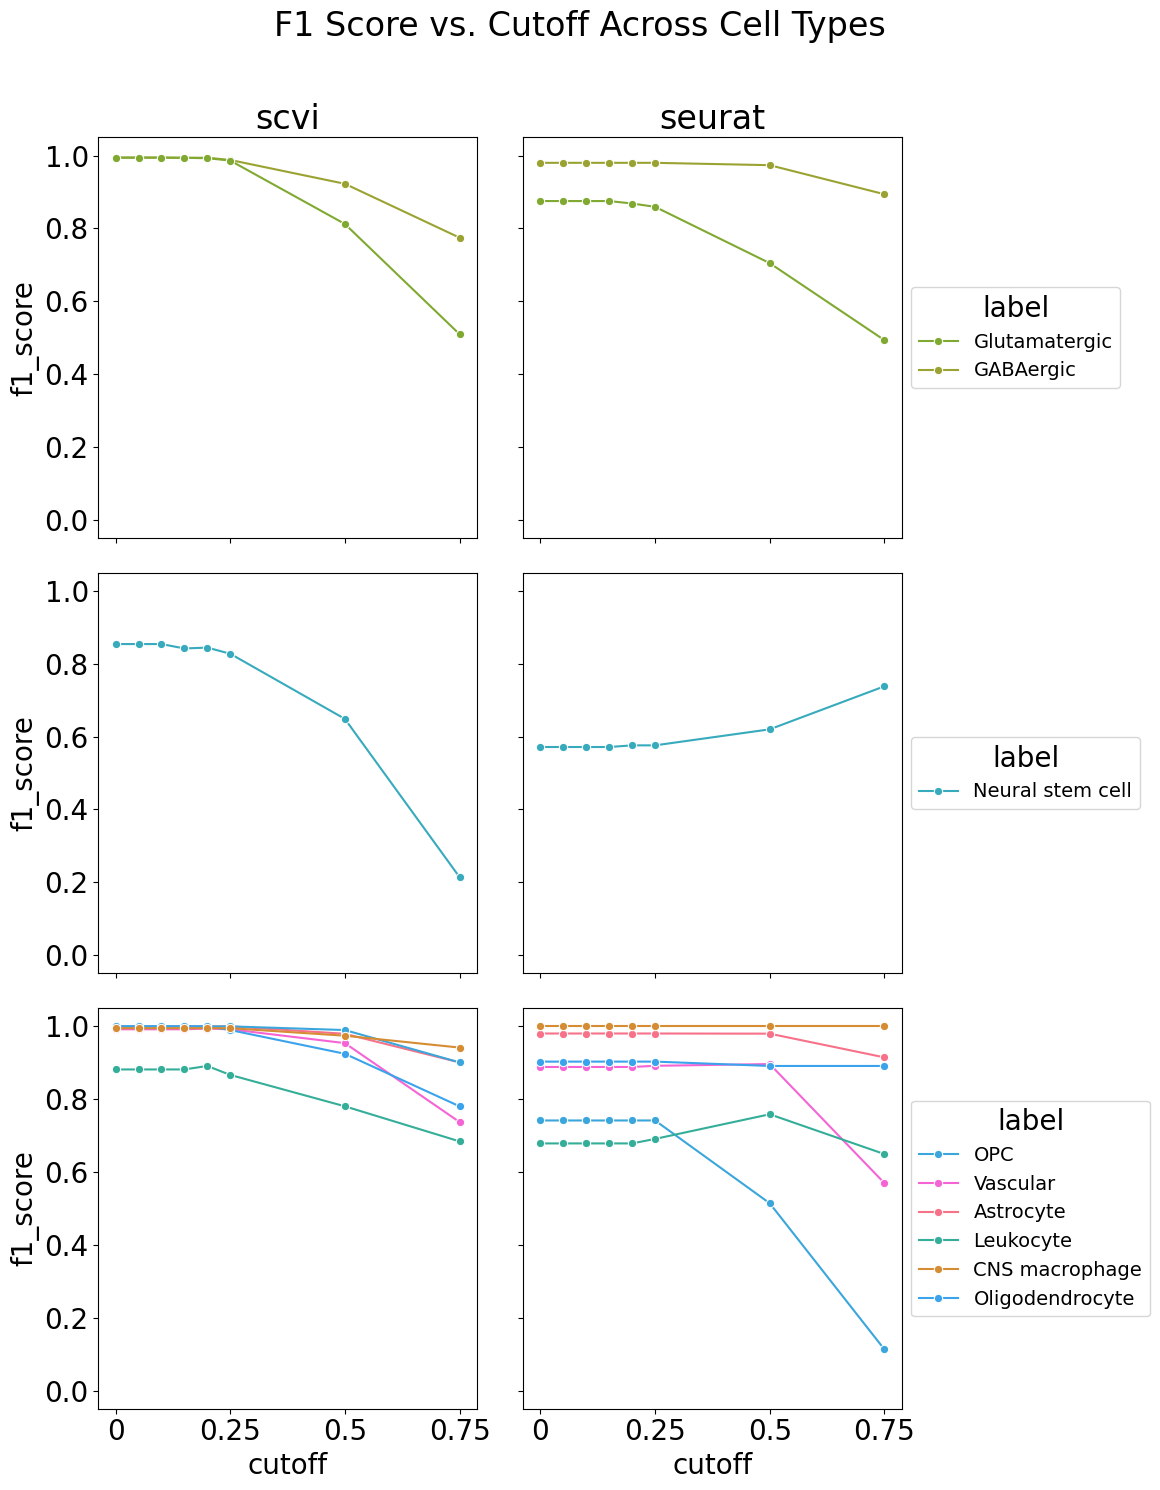 F1 Score vs. Cutoff Across Cell Types
scvi
seurat
1.0
0.8
0.6
0.4
0.2
0.0
f1_score
label
Glutamatergic
GABAergic
1.0
0.8
0.6
0.4
0.2
0.0
f1_score
label
Neural stem cell
1.0
0.8
0.6
0.4
0.2
0.0
f1_score
label
OPC
Vascular
Astrocyte
Leukocyte
CNS macrophage
Oligodendrocyte
0 0.25 0.5 0.75
0 0.25 0.5 0.75
cutoff
cutoff